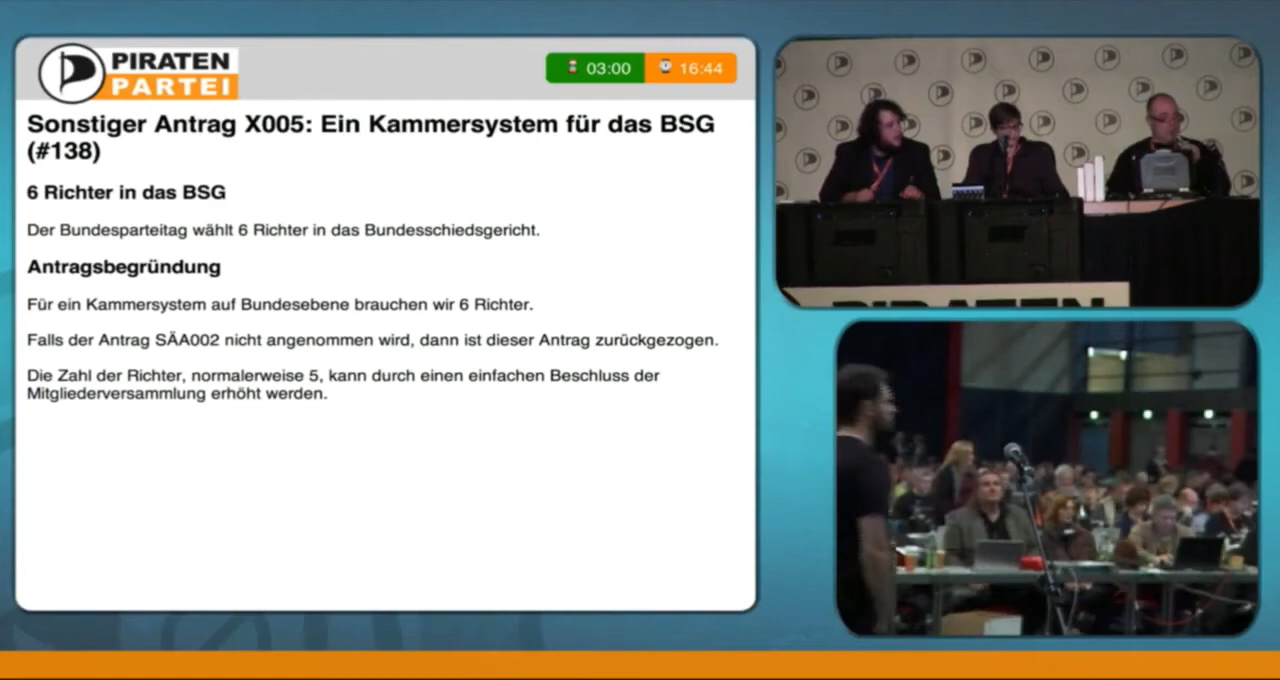 PIRATEN
PARTEI
03:00
16:44
Sonstiger Antrag X005: Ein Kammersystem für das BSG
(#138)
6 Richter in das BSG
Der Bundesparteitag wählt 6 Richter in das Bundesschiedsgericht.
Antragsbegründung
Für ein Kammersystem auf Bundesebene brauchen wir 6 Richter.
Falls der Antrag SÄA002 nicht angenommen wird, dann ist dieser Antrag zurückgezogen.
Die Zahl der Richter, normalerweise 5, kann durch einen einfachen Beschluss der
Mitgliederversammlung erhöht werden.
PIRATEN